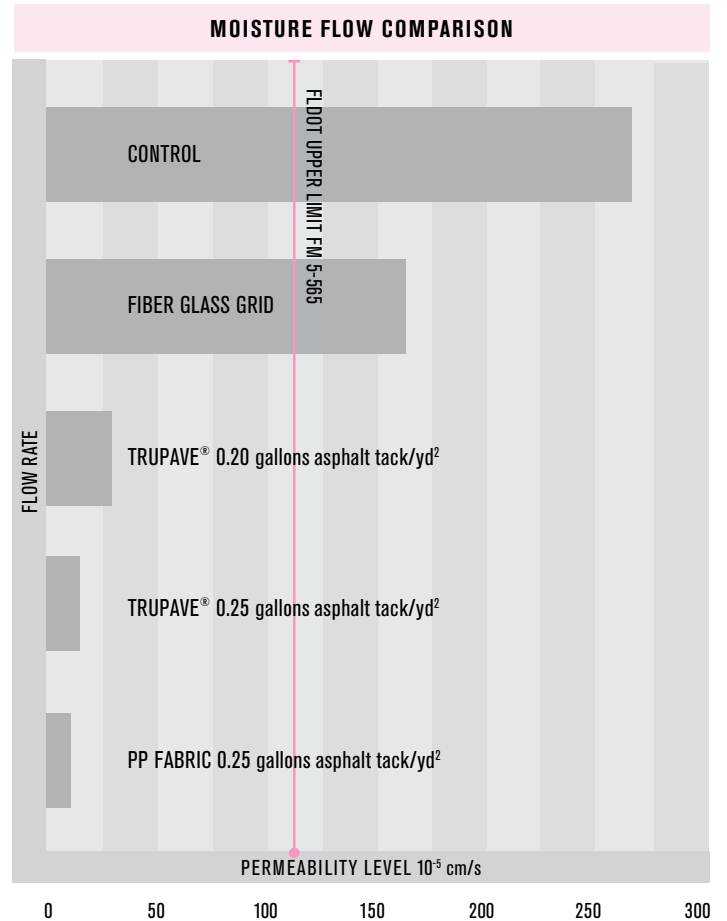 MOISTURE FLOW COMPARISON
CONTROL
FLDOT UPPER LIMIT FM 5-565
FIBER GLASS GRID
FLOW RATE
TRUPAVE® 0.20 gallons asphalt tack/yd²
TRUPAVE® 0.25 gallons asphalt tack/yd²
PP FABRIC 0.25 gallons asphalt tack/yd²
PERMEABILITY LEVEL 10⁻⁵ cm/s
0 50 100 150 200 250 300